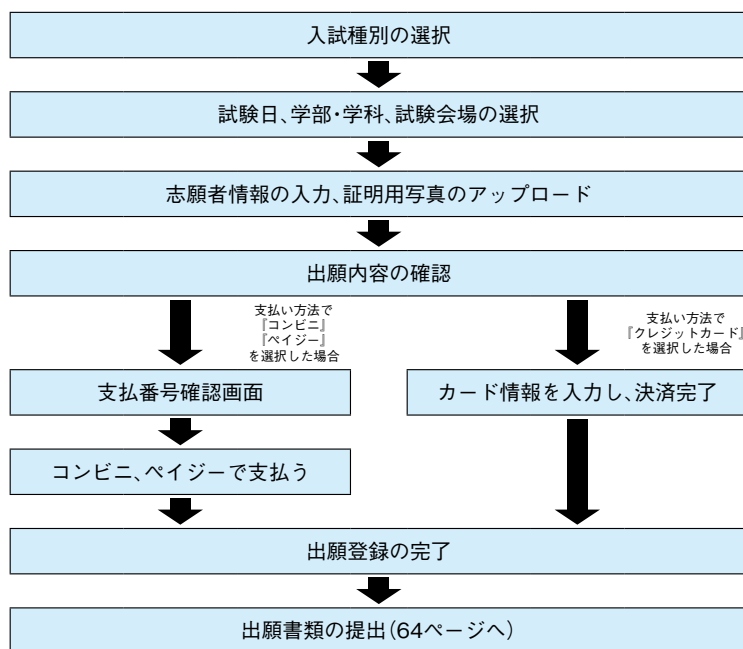 入試種別の選択
試験日、学部・学科、試験会場の選択
志願者情報の入力、証明用写真のアップロード
出願内容の確認
支払い方法で
『コンビニ』
『ペイジー』
を選択した場合
支払い方法で
『クレジットカード』
を選択した場合
支払番号確認画面
カード情報を入力し、決済完了
コンビニ、ペイジーで支払う
出願登録の完了
出願書類の提出(64ページへ)